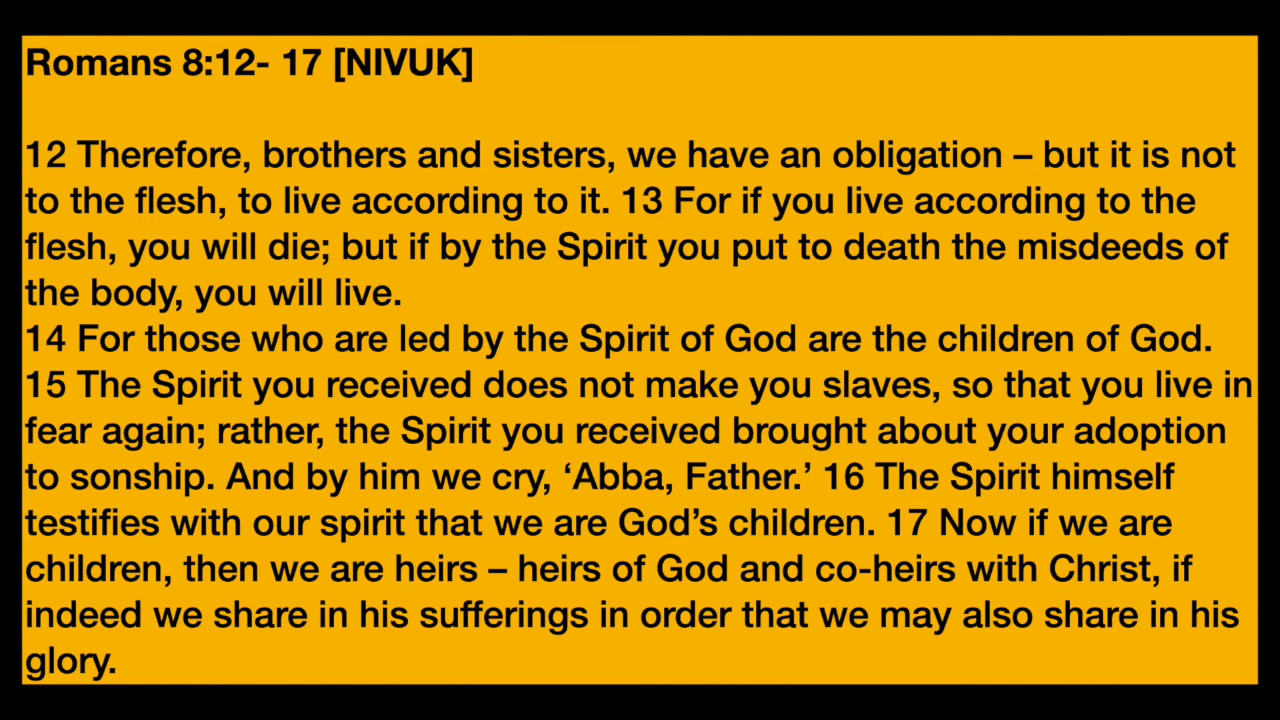 Romans 8:12- 17 [NIVUK]
12 Therefore, brothers and sisters, we have an obligation – but it is not
to the flesh, to live according to it. 13 For if you live according to the
flesh, you will die; but if by the Spirit you put to death the misdeeds of
the body, you will live.
14 For those who are led by the Spirit of God are the children of God.
15 The Spirit you received does not make you slaves, so that you live in
fear again; rather, the Spirit you received brought about your adoption
to sonship. And by him we cry, ‘Abba, Father.’ 16 The Spirit himself
testifies with our spirit that we are God’s children. 17 Now if we are
children, then we are heirs – heirs of God and co-heirs with Christ, if
indeed we share in his sufferings in order that we may also share in his
glory.